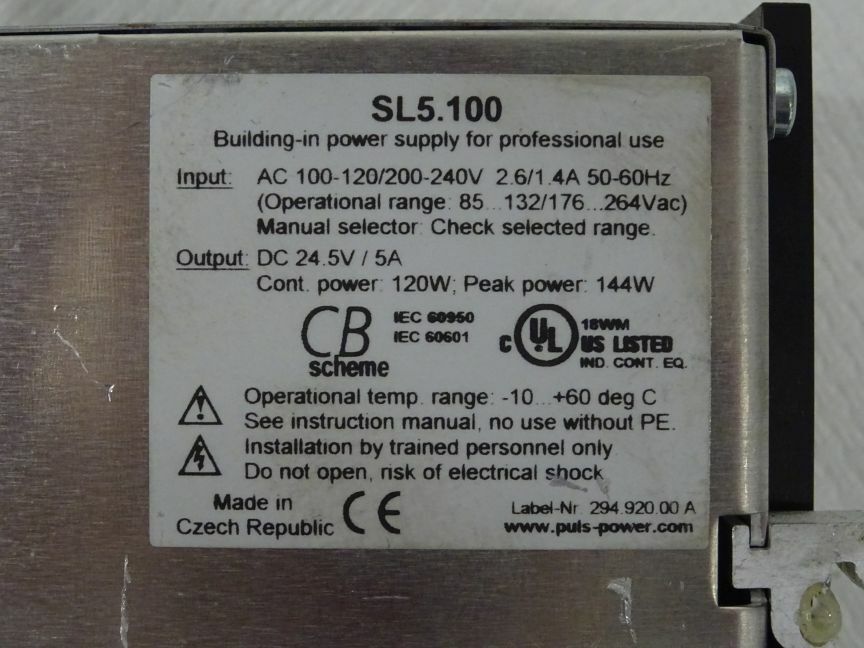 SL5.100
Building-in power supply for professional use
Input: AC 100-120/200-240V 2.6/1.4A 50-60Hz
(Operational range: 85...132/176...264Vac)
Manual selector: Check selected range.
Output: DC 24.5V / 5A
Cont. power: 120W; Peak power: 144W
CB
scheme
IEC 60950
IEC 60601
C UL
18WM
US LISTED
IND. CONT. EQ.
Operational temp. range: -10...+60 deg C
See instruction manual, no use without PE.
Installation by trained personnel only
Do not open, risk of electrical shock
Made in
Czech Republic
CE
Label-Nr. 294.920.00 A
www.puls-power.com